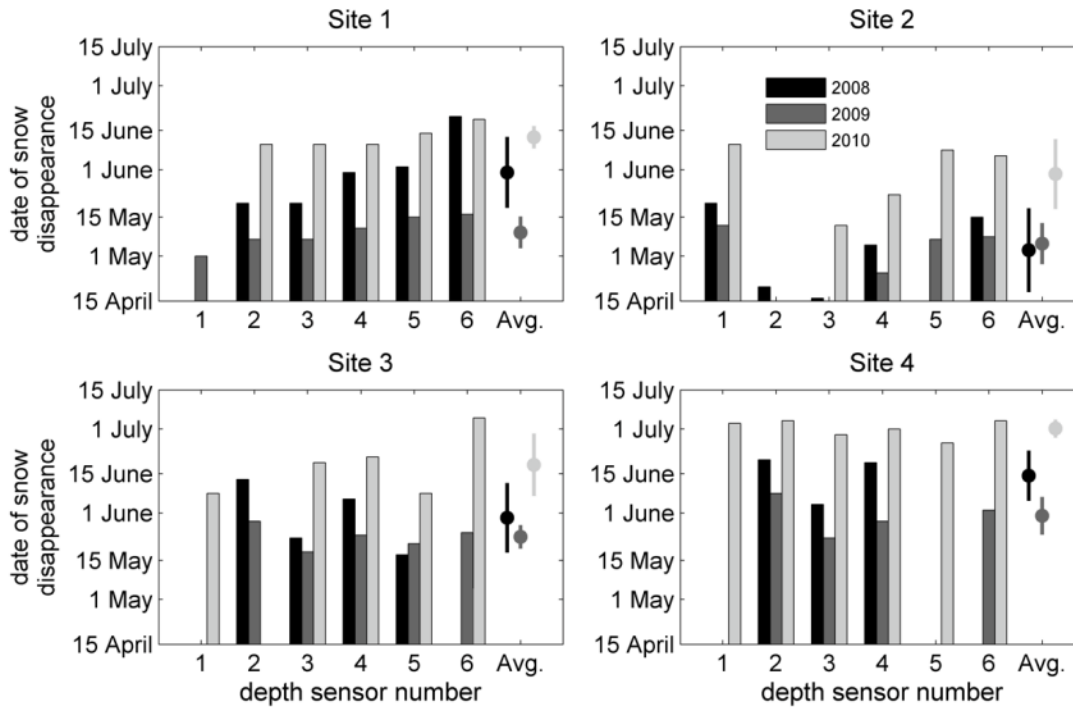 Site 1
15 July
1 July
15 June
1 June
15 May
1 May
15 April
date of snow
disappearance
1 2 3 4 5 6 Avg.
Site 2
15 July
1 July
15 June
1 June
15 May
1 May
15 April
2008
2009
2010
1 2 3 4 5 6 Avg.
Site 3
15 July
1 July
15 June
1 June
15 May
1 May
15 April
date of snow
disappearance
1 2 3 4 5 6 Avg.
depth sensor number
Site 4
15 July
1 July
15 June
1 June
15 May
1 May
15 April
1 2 3 4 5 6 Avg.
depth sensor number